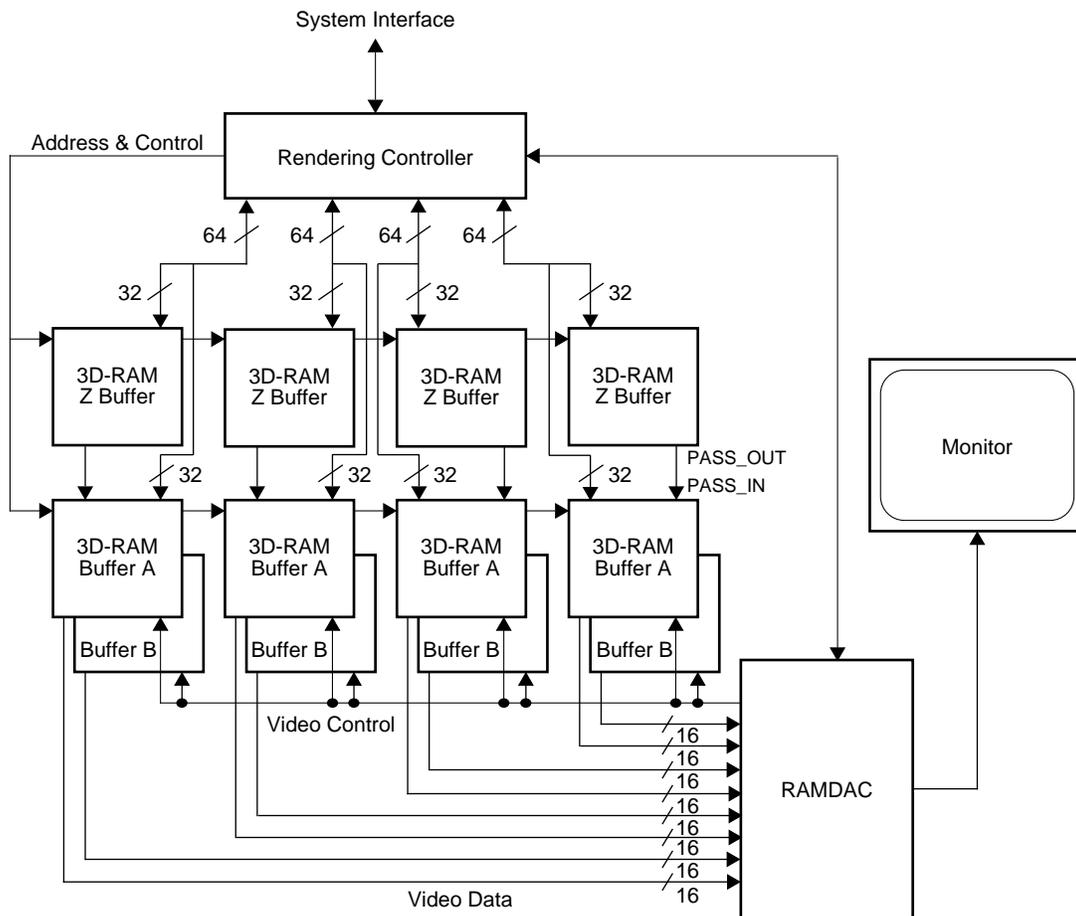 System Interface
Address & Control
Rendering Controller
64
64
64
64
32
32
32
32
3D-RAM
Z Buffer
3D-RAM
Z Buffer
3D-RAM
Z Buffer
3D-RAM
Z Buffer
Monitor
PASS_OUT
32
32
32
32
PASS_IN
3D-RAM
Buffer A
3D-RAM
Buffer A
3D-RAM
Buffer A
3D-RAM
Buffer A
Buffer B
Buffer B
Buffer B
Buffer B
Video Control
16
16
16
16
16
16
16
16
RAMDAC
Video Data